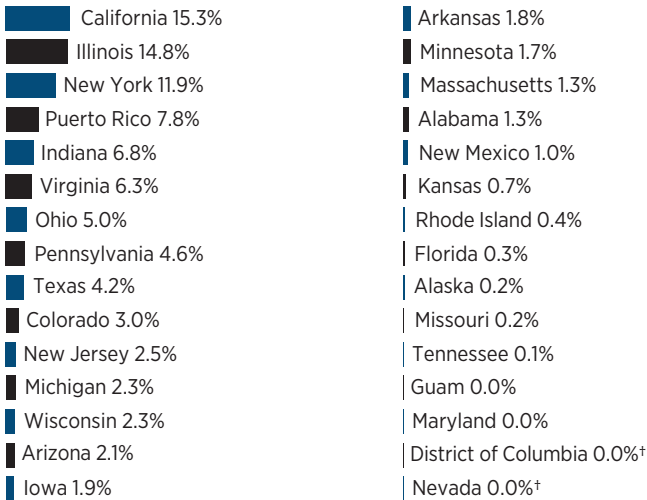 California 15.3%
Illinois 14.8%
New York 11.9%
Puerto Rico 7.8%
Indiana 6.8%
Virginia 6.3%
Ohio 5.0%
Pennsylvania 4.6%
Texas 4.2%
Colorado 3.0%
New Jersey 2.5%
Michigan 2.3%
Wisconsin 2.3%
Arizona 2.1%
Iowa 1.9%
Arkansas 1.8%
Minnesota 1.7%
Massachusetts 1.3%
Alabama 1.3%
New Mexico 1.0%
Kansas 0.7%
Rhode Island 0.4%
Florida 0.3%
Alaska 0.2%
Missouri 0.2%
Tennessee 0.1%
Guam 0.0%
Maryland 0.0%
District of Columbia 0.0%†
Nevada 0.0%†